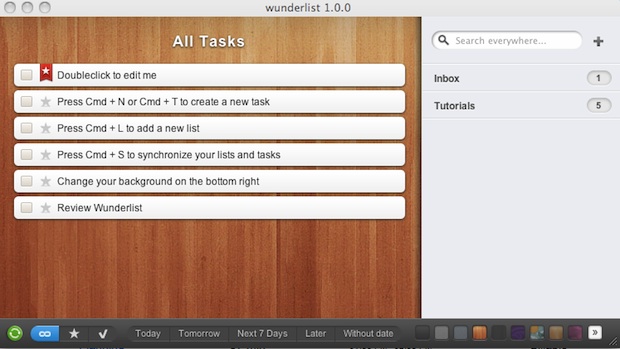 wunderlist 1.0.0
All Tasks
Doubleclick to edit me
Press Cmd + N or Cmd + T to create a new task
Press Cmd + L to add a new list
Press Cmd + S to synchronize your lists and tasks
Change your background on the bottom right
Review Wunderlist
Search everywhere...
Inbox 1
Tutorials 5
Today Tomorrow Next 7 Days Later Without date